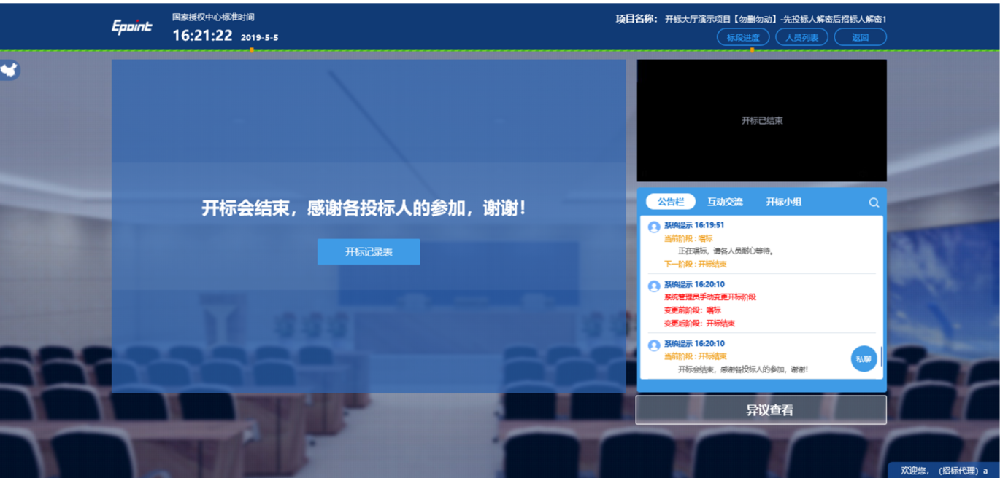 Epoint
国家授权中心标准时间
16:21:22 2019-5-5
项目名称: 开标大厅演示项目【勿删勿动】-先投标人解密后招标人解密1
标段进度 人员列表 返回
开标会结束，感谢各投标人的参加，谢谢！
开标记录表
开标已结束
公告栏 互动交流 开标小组
系统提示 16:19:51
当前阶段 : 唱标
正在唱标，请各人员耐心等待。
下一阶段 : 开标结束
系统提示 16:20:10
系统管理员手动变更开标阶段
变更前阶段：唱标
变更后阶段：开标结束
系统提示 16:20:10
当前阶段 : 开标结束
开标会结束，感谢各投标人的参加，谢谢!
私聊
异议查看
欢迎您，（招标代理）a